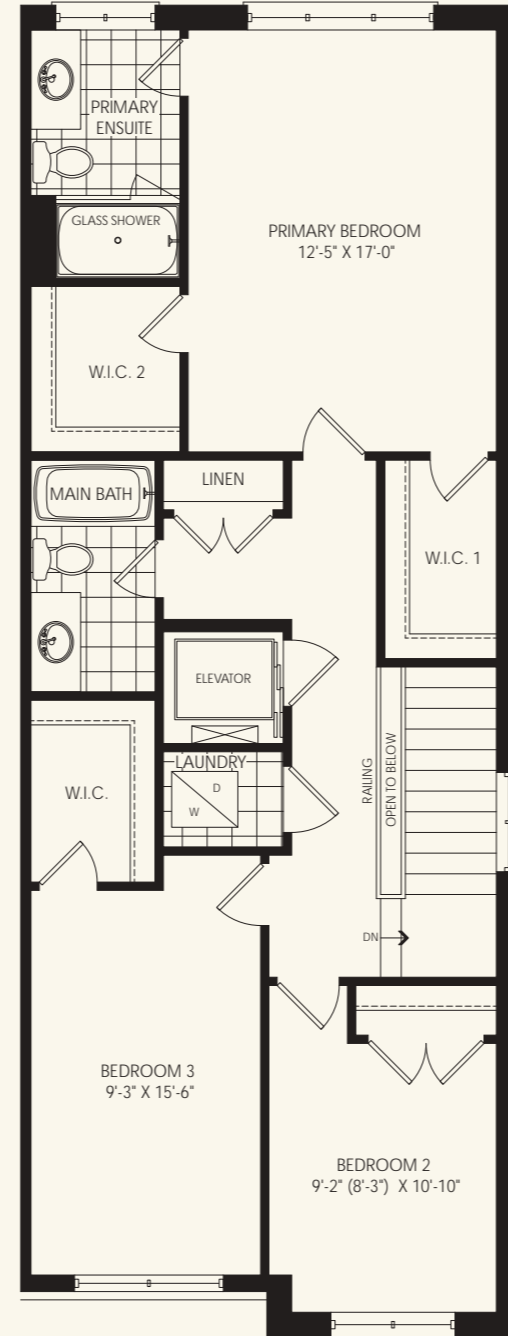 PRIMARY
ENSUITE
GLASS SHOWER
PRIMARY BEDROOM
12'-5" X 17'-0"
W.I.C. 2
LINEN
MAIN BATH
W.I.C. 1
ELEVATOR
LAUNDRY
D
W
W.I.C.
RAILING
OPEN TO BELOW
DN
BEDROOM 3
9'-3" X 15'-6"
BEDROOM 2
9'-2" (8'-3") X 10'-10"